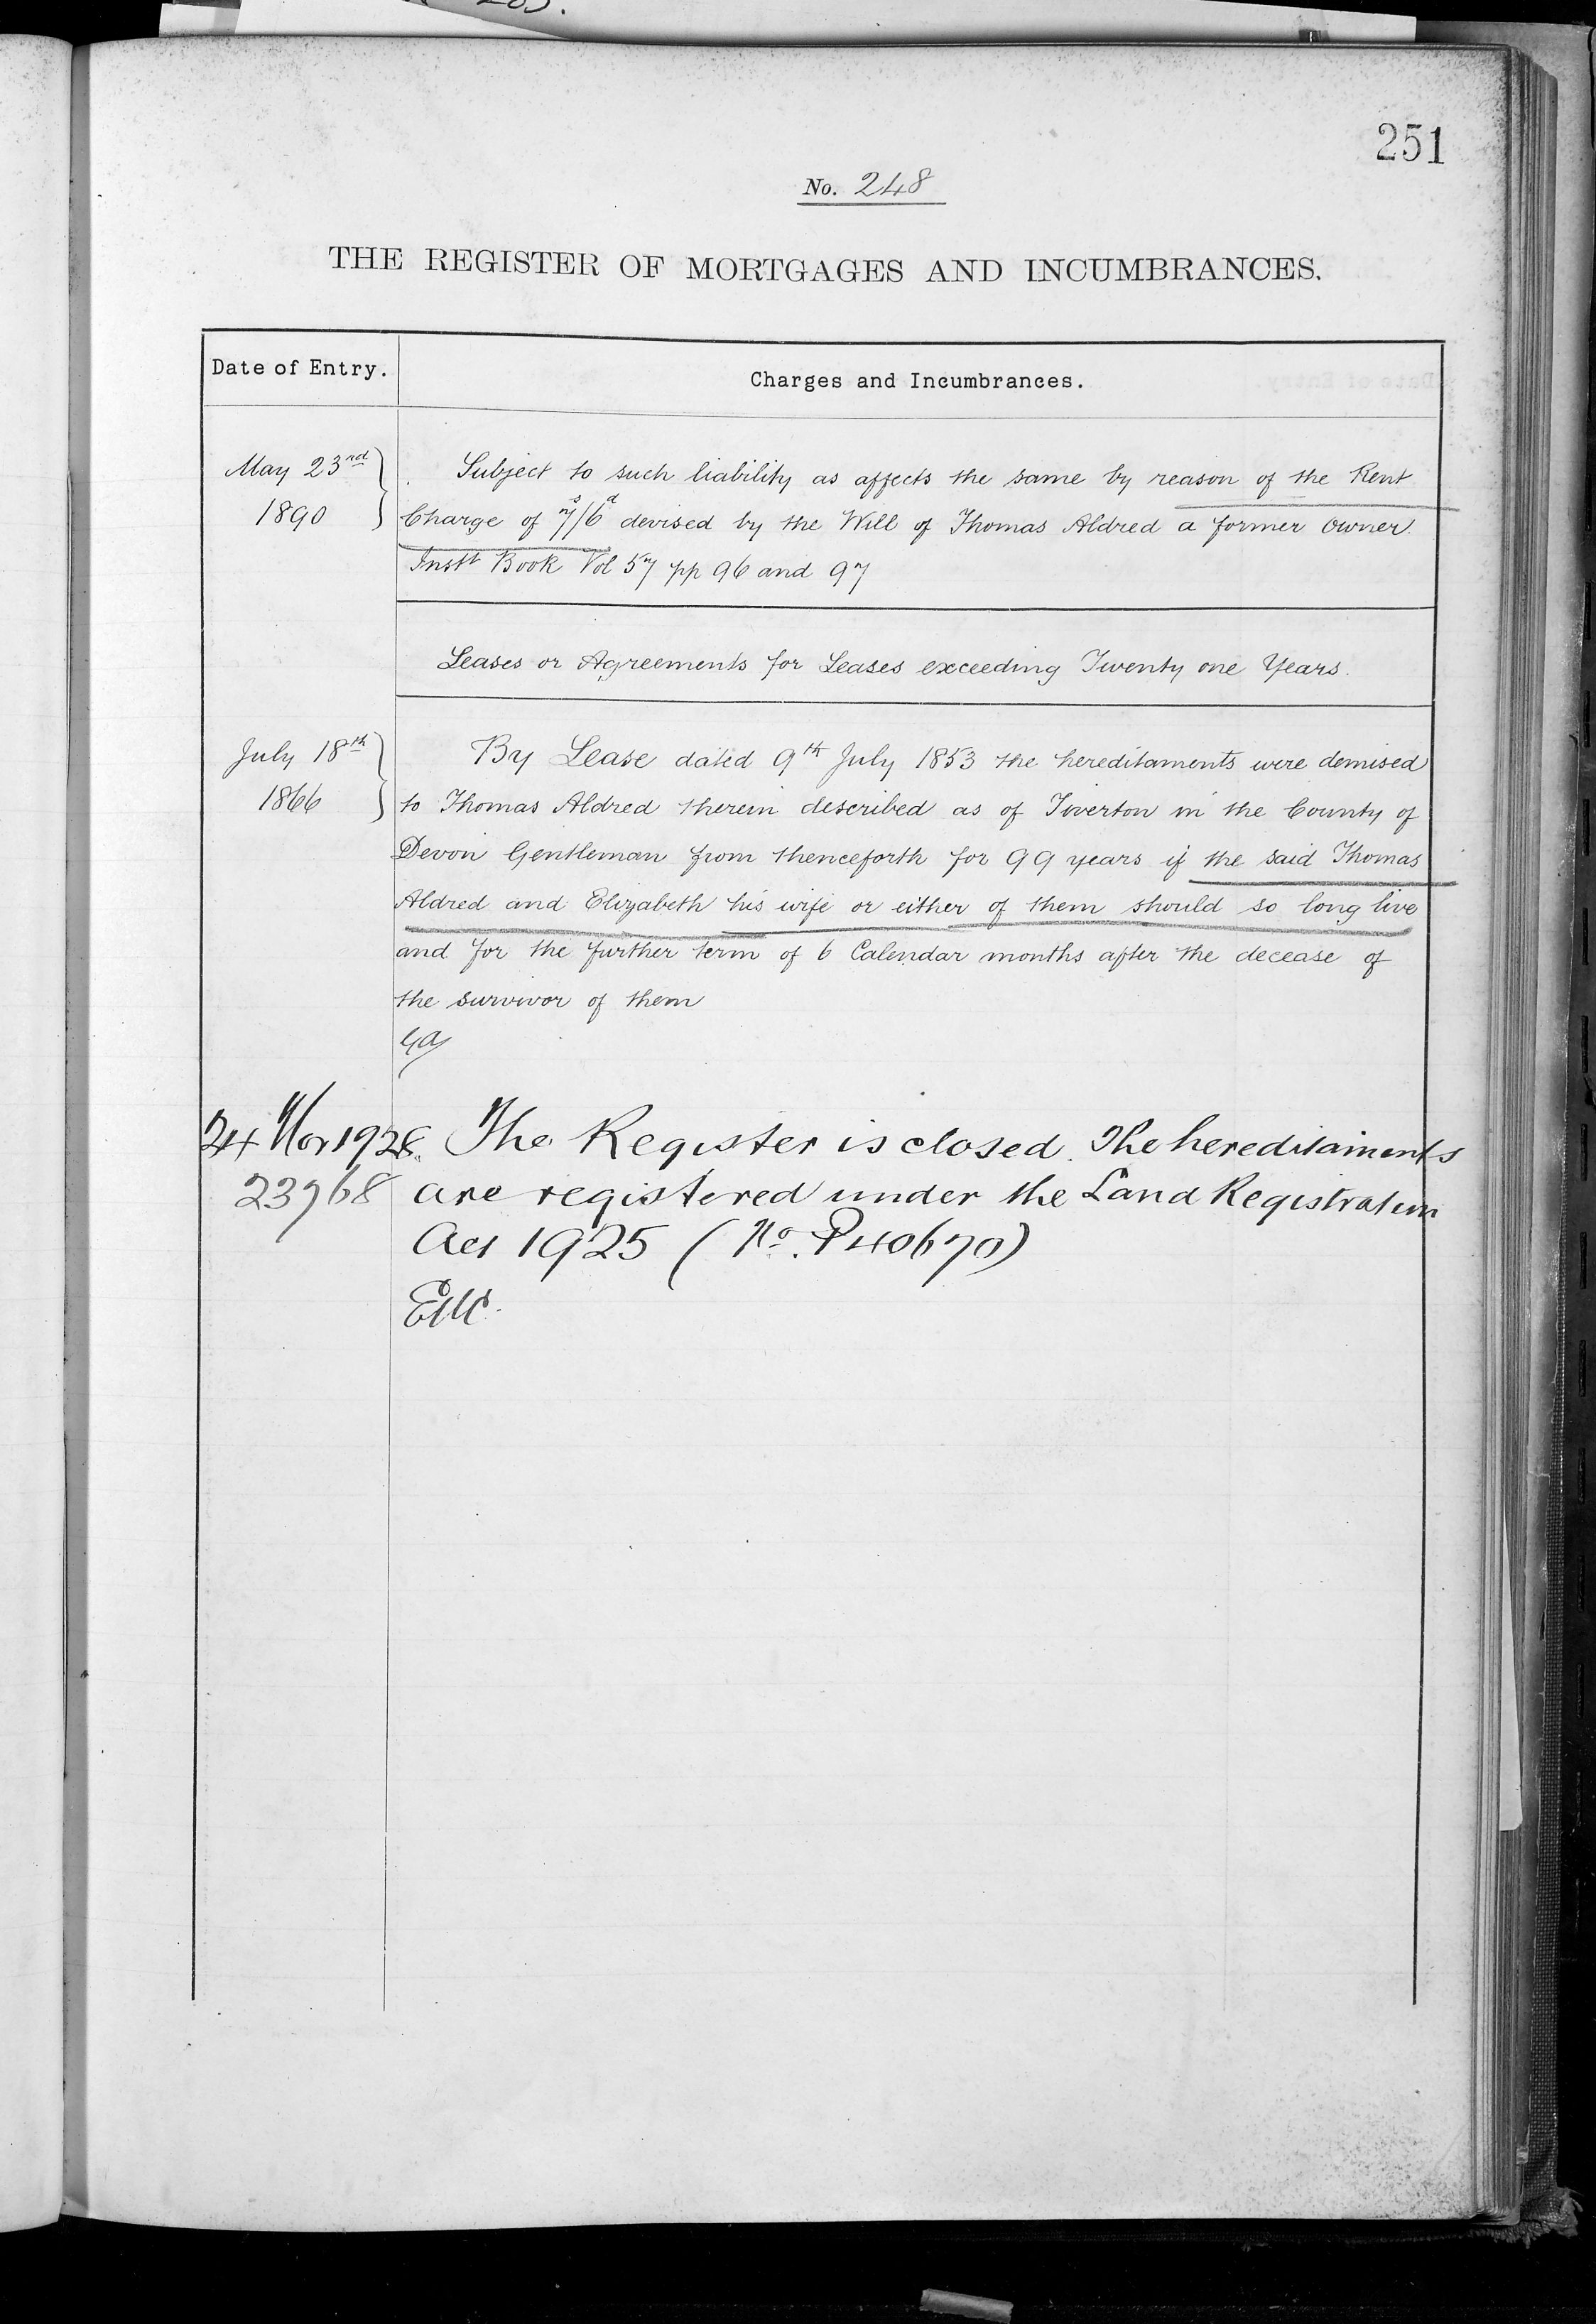 251
No. 248
THE REGISTER OF MORTGAGES AND INCUMBRANCES.
Date of Entry.
Charges and Incumbrances.
May 23rd 1890
Subject to such liability as affects the same by reason of the Rent
Charge of 7s/6d devised by the Will of Thomas Aldred a former owner.
Instt Book Vol 57 pp 96 and 97
Leases or Agreements for Leases exceeding Twenty one Years.
July 18th 1866
By Lease dated 9th July 1853 the hereditaments were demised
to Thomas Aldred therein described as of Tiverton in the County of
Devon Gentleman from thenceforth for 99 years if the said Thomas
Aldred and Elizabeth his wife or either of them should so long live
and for the further term of 6 Calendar months after the decease of
the survivor of them
24 Nov 1928. The Register is closed. The hereditaments
23768 are registered under the Land Registration
Act 1925 (No. P40670)